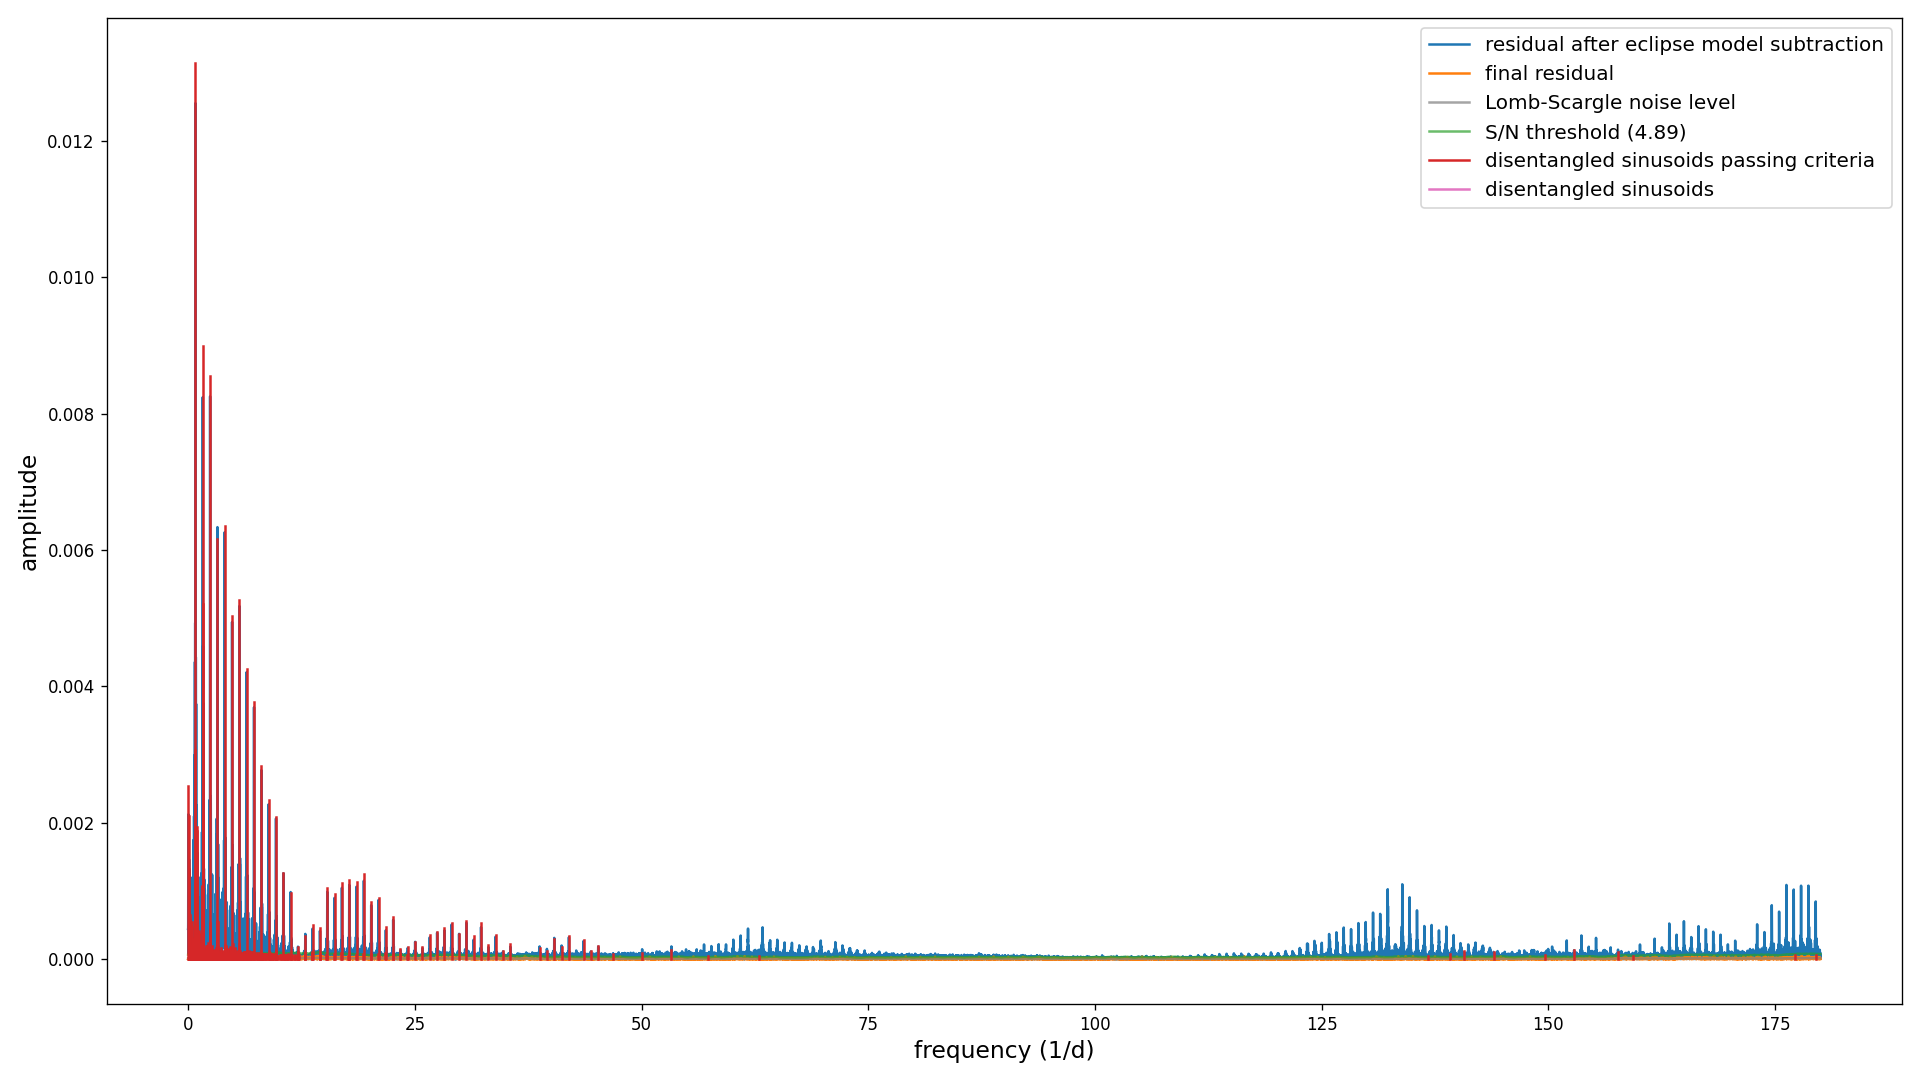 residual after eclipse model subtraction
final residual
Lomb-Scargle noise level
S/N threshold (4.89)
disentangled sinusoids passing criteria
disentangled sinusoids
0.012
0.010
0.008
0.006
0.004
0.002
0.000
amplitude
0 25 50 75 100 125 150 175
frequency (1/d)